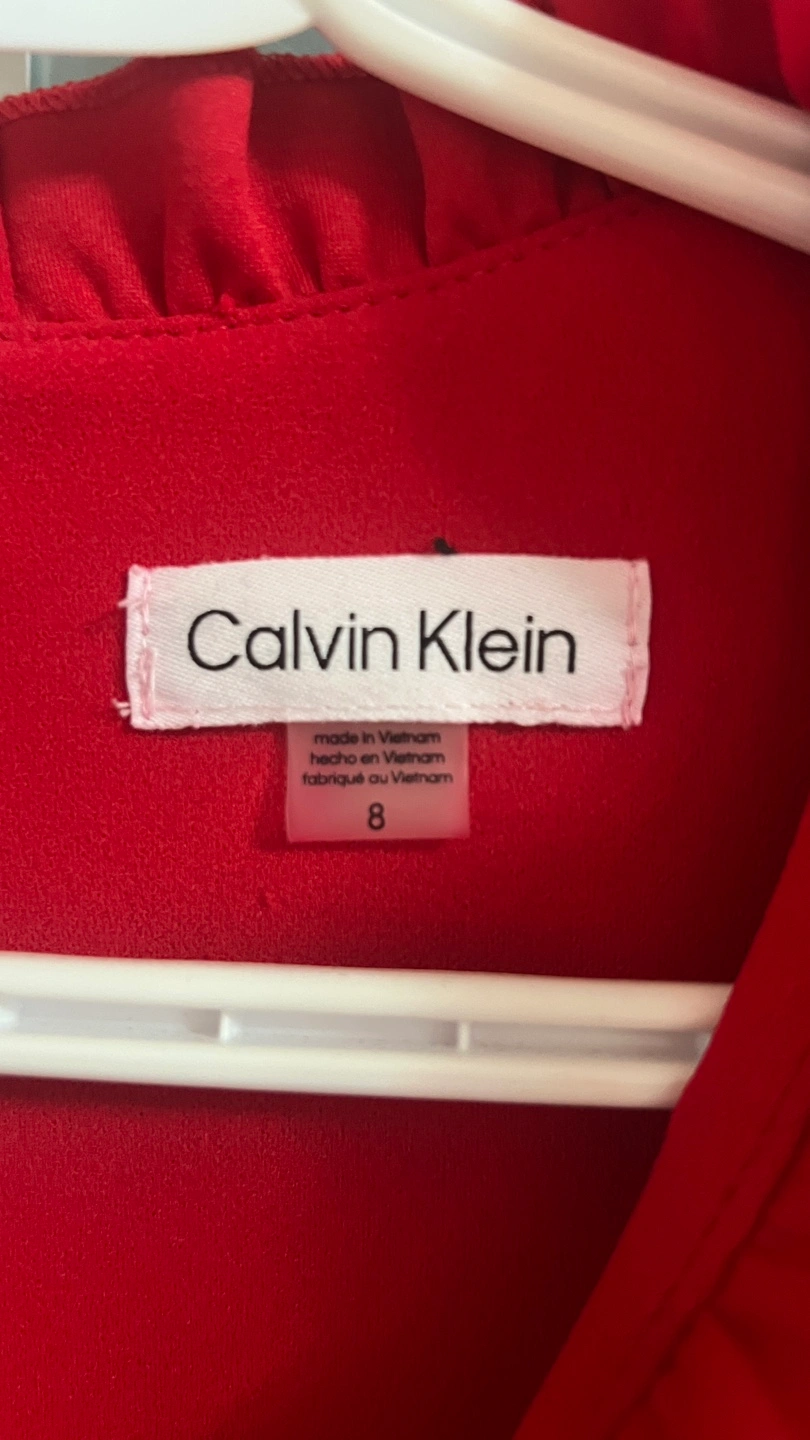 Calvin Klein
made in Vietnam
hecho en Vietnam
fabriqué au Vietnam
8